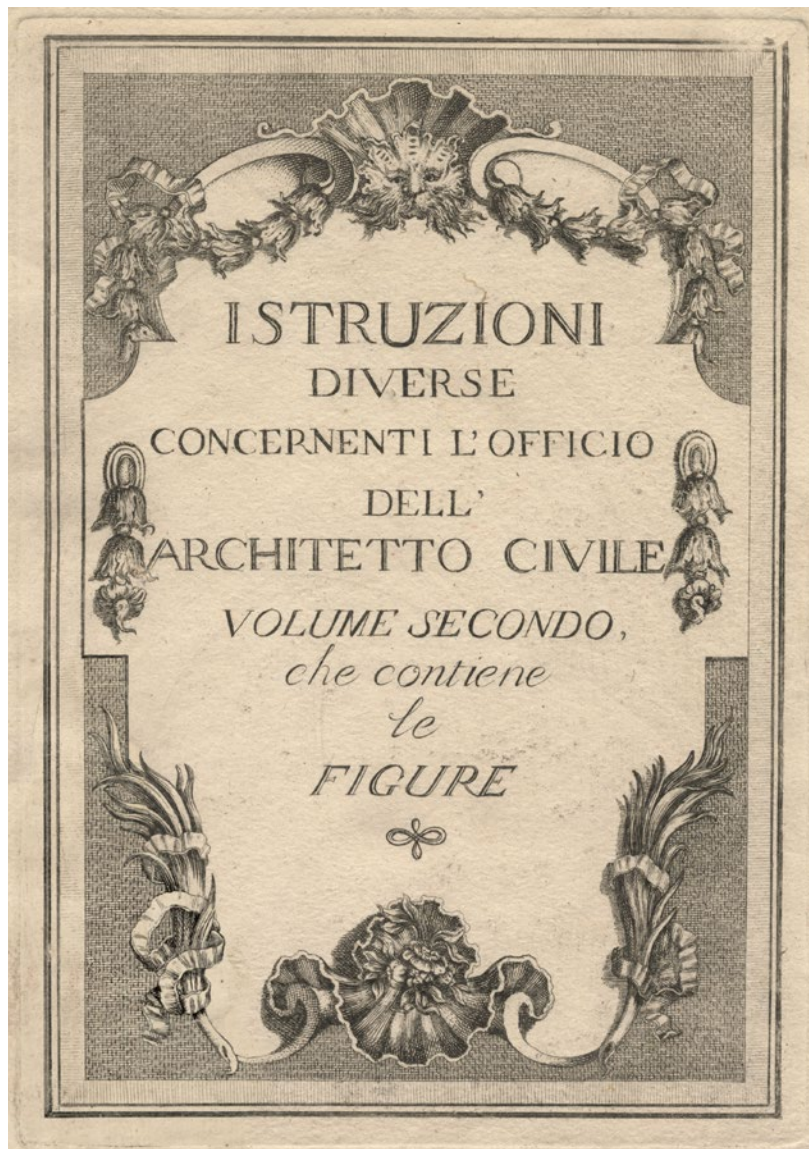 ISTRUZIONI
DIVERSE
CONCERNENTI L'OFFICIO
DELL'
ARCHITETTO CIVILE
VOLUME SECONDO,
che contiene
le
FIGURE